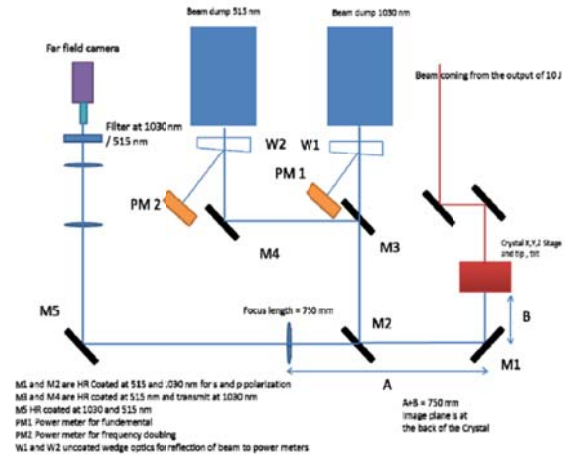 Beam dump 515 nm
Beam dump 1030 nm
Far field camera
Beam coming from the output of 10 J
Filter at 1030 nm
/ 515 nm
W2
W1
PM 1
PM 2
M4
M3
Crystal X,Y,Z Stage
and tip , tilt
M5
Focus length = 750 mm
M2
B
M1
A
A+B = 750 mm
Image plane s at
the back of the Crystal
M1 and M2 are HR Coated at 515 and .030 nm for s and p polarization
M3 and M4 are HR coated at 515 nm and transmit at 1030 nm
M5 HR coated at 1030 and 515 nm
PM1 Power meter for fundemental
PM2 Power meter for frequency doubing
W1 and W2 uncoated wedge optics for reflection of beam to power meters